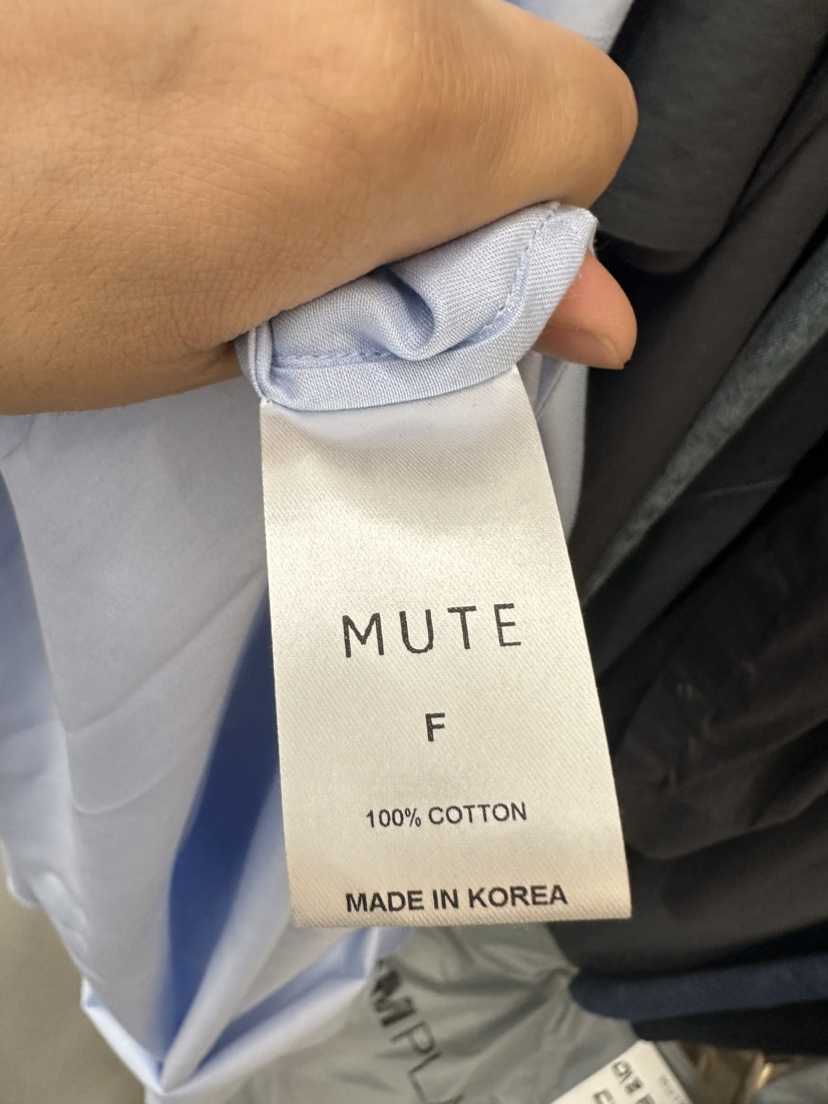 MUTE
F
100% COTTON
MADE IN KOREA